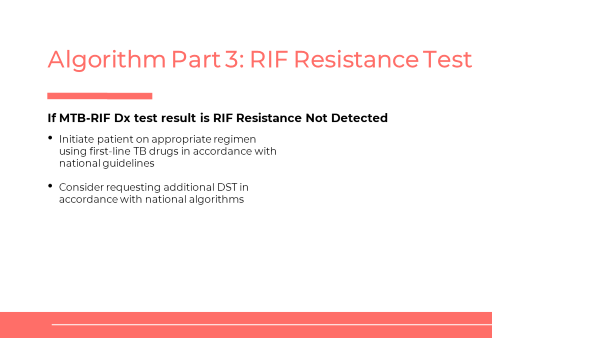 Algorithm Part 3: RIF Resistance Test
If MTB-RIF Dx test result is RIF Resistance Not Detected
• Initiate patient on appropriate regimen
using first-line TB drugs in accordance with
national guidelines
• Consider requesting additional DST in
accordance with national algorithms